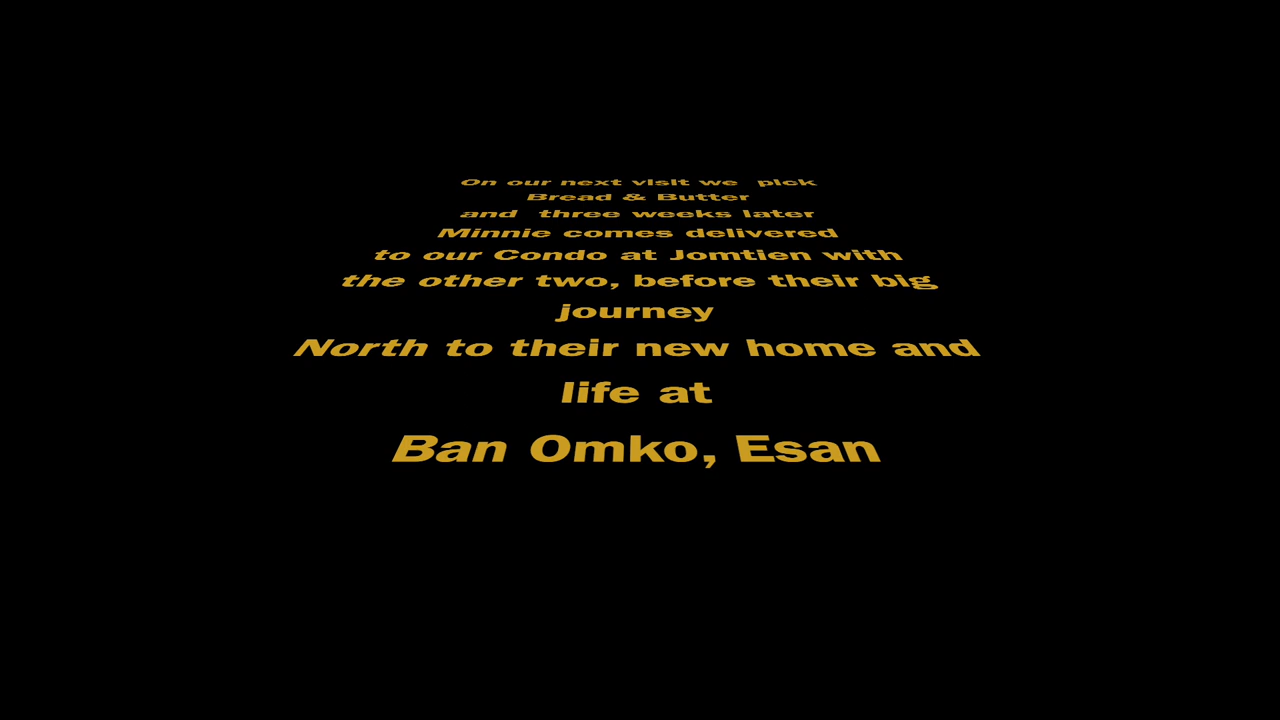 On our next visit we pick
Bread & Butter
and three weeks later
Minnie comes delivered
to our Condo at Jomtien with
the other two, before their big
journey
North to their new home and
life at
Ban Omko, Esan